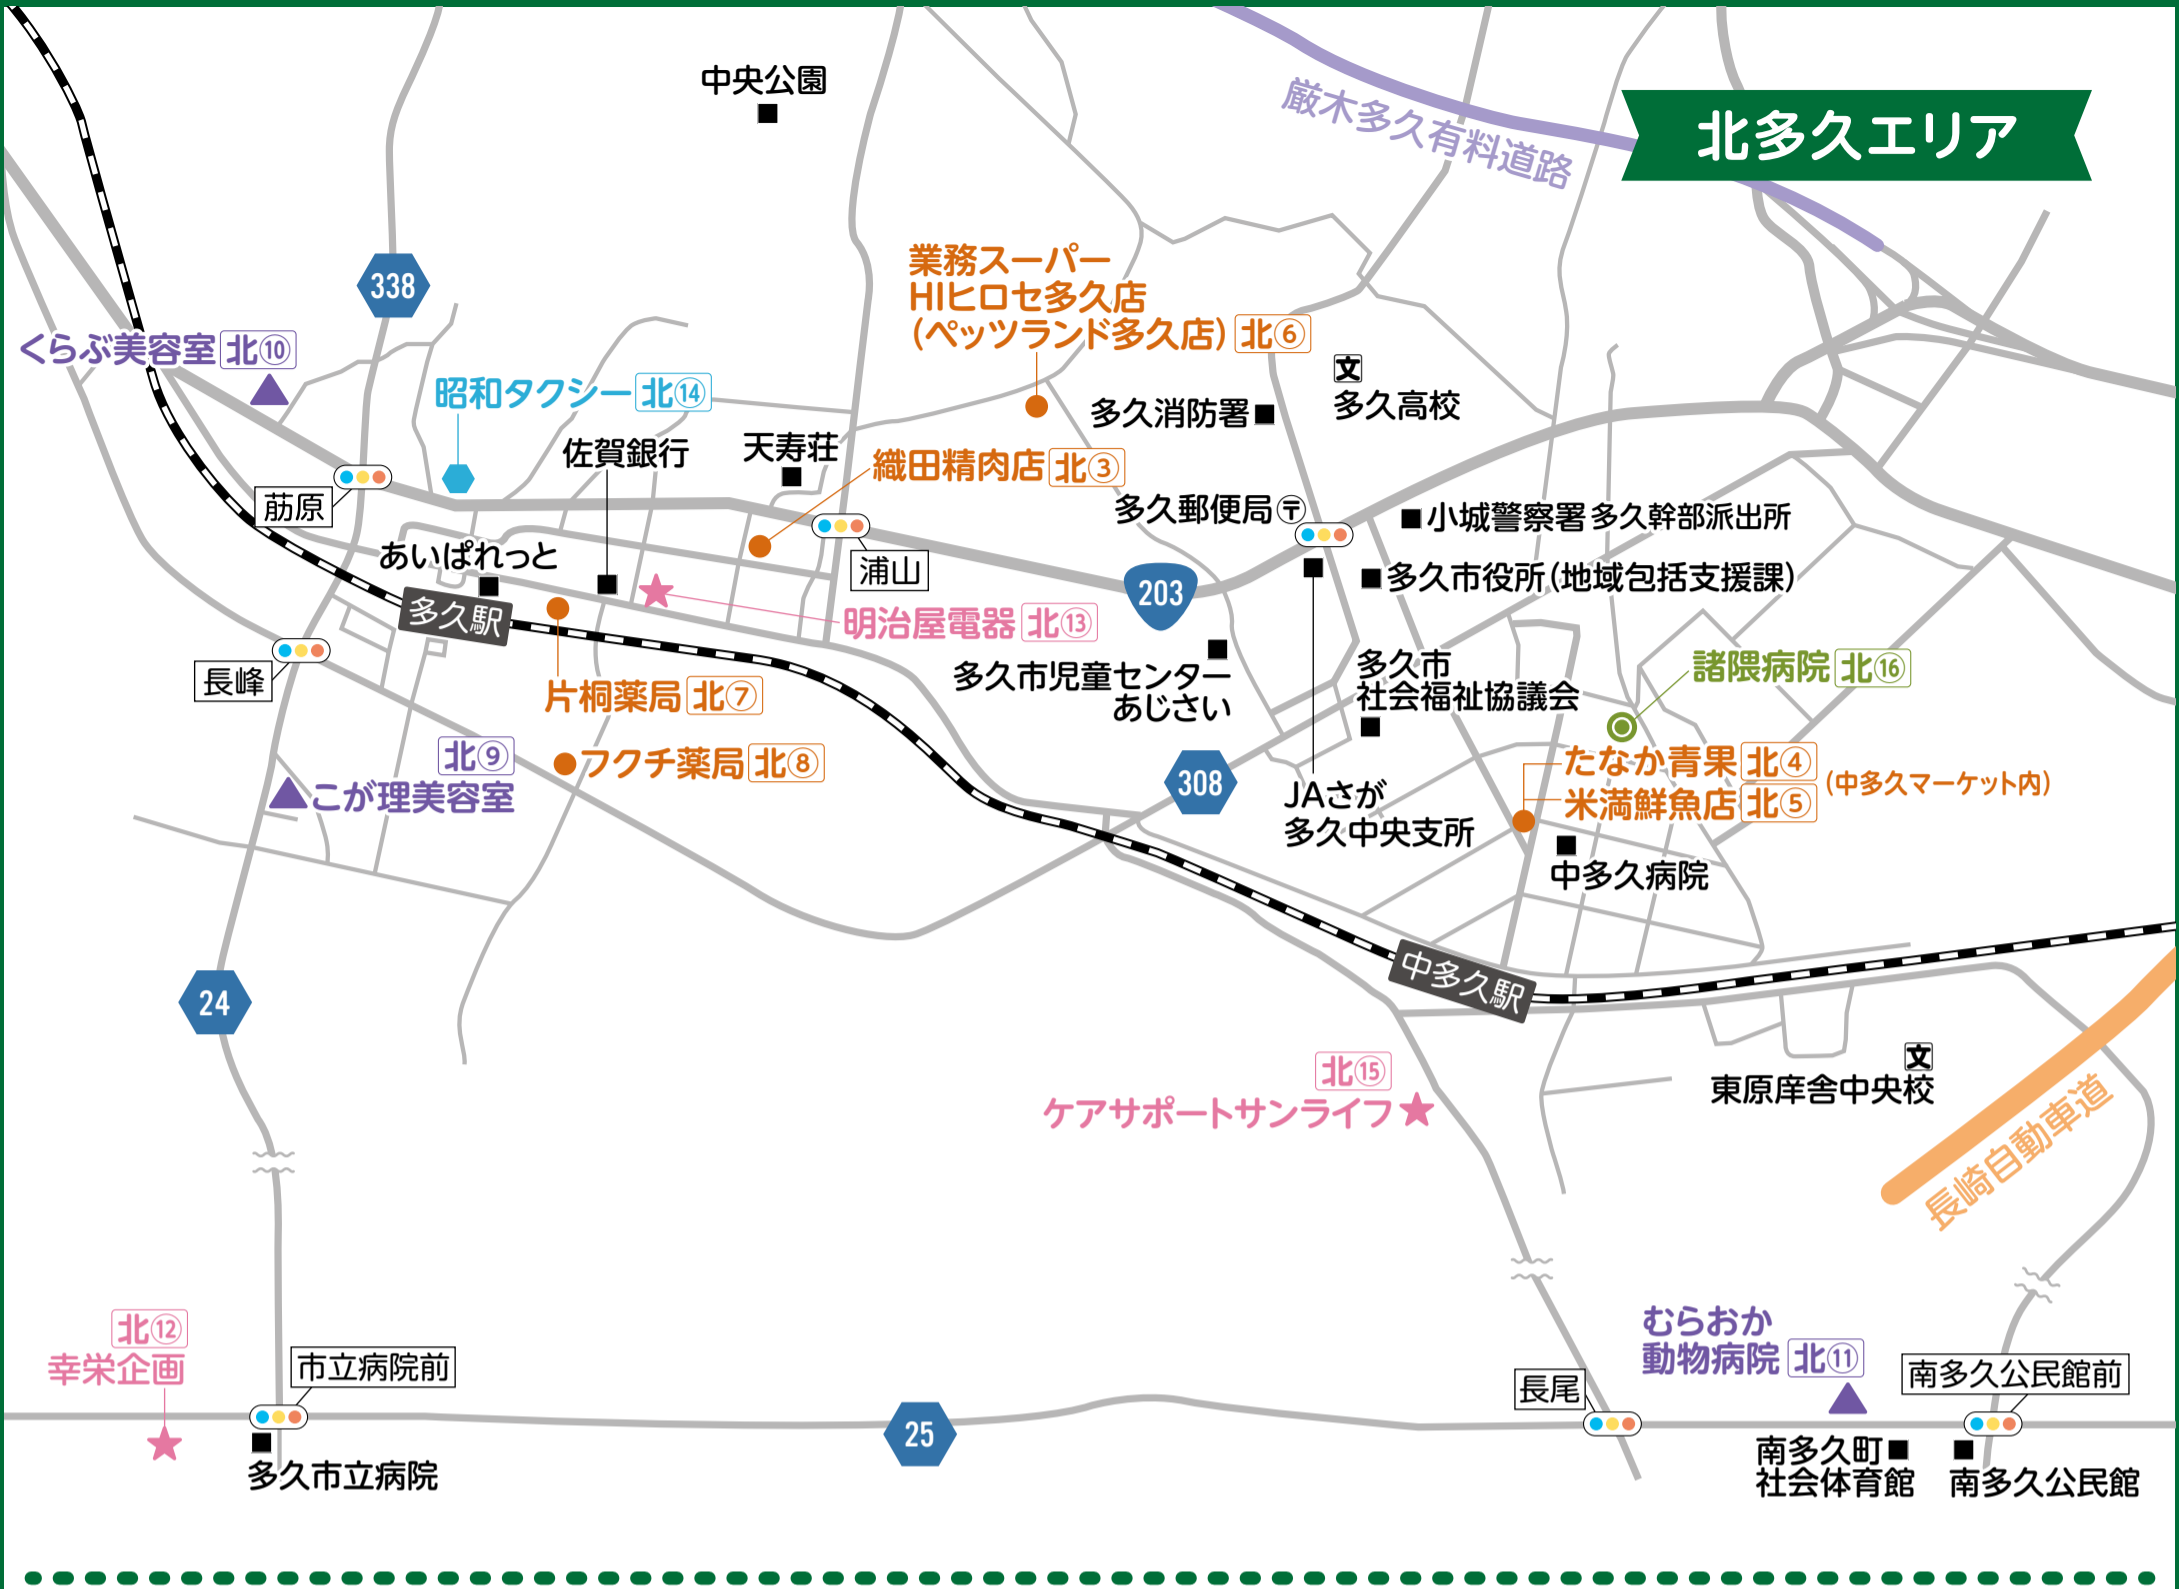 北多久エリア
中央公園
厳木多久有料道路
338
業務スーパー
HIヒロセ多久店
(ペッツランド多久店) 北⑥
くらぶ美容室 北⑩
昭和タクシー 北⑭
文
多久高校
多久消防署
佐賀銀行
天寿荘
織田精肉店 北③
莇原
多久郵便局
小城警察署 多久幹部派出所
あいぱれっと
浦山
203
多久市役所(地域包括支援課)
多久駅
明治屋電器 北⑬
長峰
多久市児童センター
あじさい
多久市
社会福祉協議会
諸隈病院 北⑯
片桐薬局 北⑦
フクチ薬局 北⑧
北⑨
こが理美容室
308
JAさが
多久中央支所
たなか青果 北④
米満鮮魚店 北⑤
(中多久マーケット内)
中多久病院
中多久駅
24
北⑮
ケアサポートサンライフ
文
東原庠舎中央校
長崎自動車道
北⑫
幸栄企画
市立病院前
多久市立病院
25
長尾
むらおか
動物病院 北⑪
南多久公民館前
南多久町
社会体育館
南多久公民館